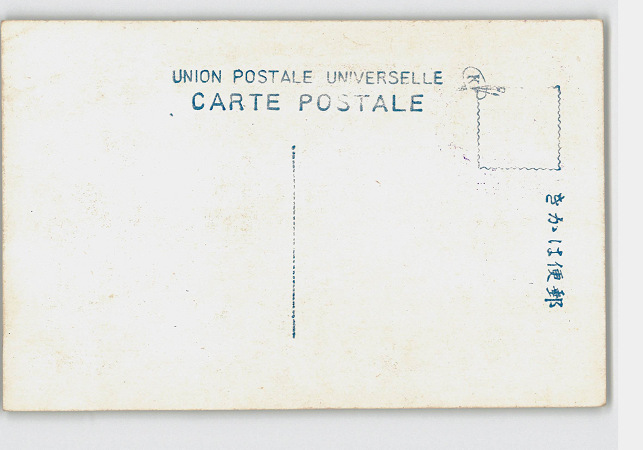 UNION POSTALE UNIVERSELLE
CARTE POSTALE
きかは便郵